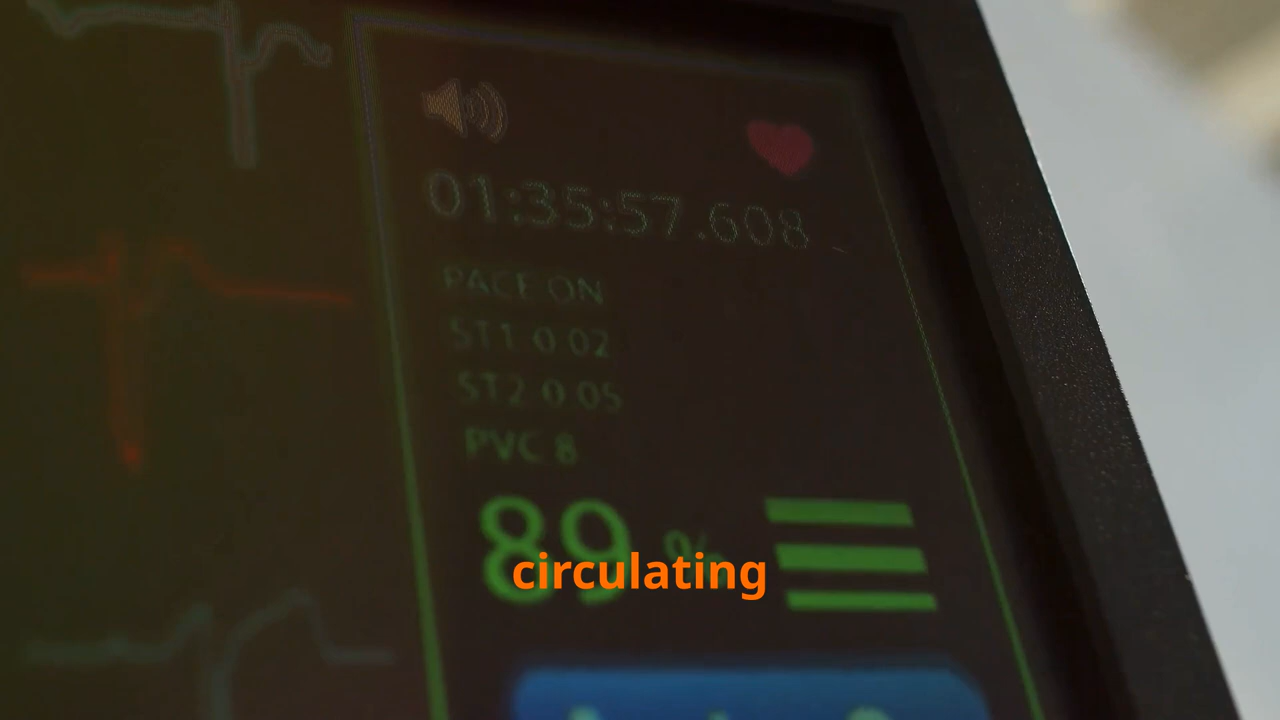 01:35:57.608
PACE ON
ST1 0.02
ST2 0.05
PVC 8
89 %
circulating